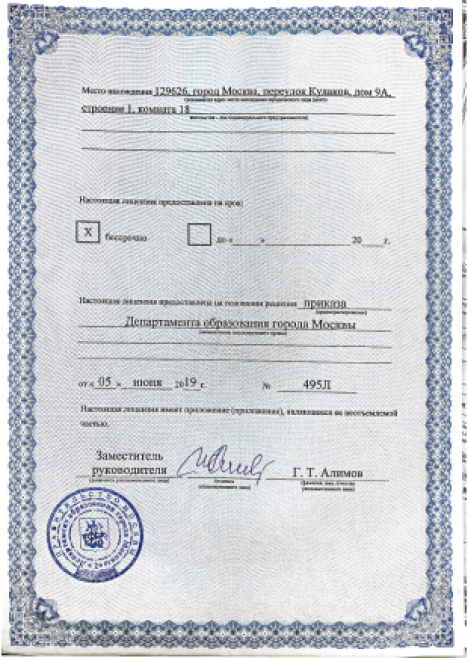 Место нахождения 129626, город Москва, переулок Кулаков, дом 9А,
(указывается адрес места нахождения юридического лица (место
строение 1, комната 18
жительства – для индивидуального предпринимателя)
Настоящая лицензия предоставлена на срок:
X бессрочно до « » 20 г.
Настоящая лицензия предоставлена на основании решения приказа
(приказ/распоряжение)
Департамента образования города Москвы
(наименование лицензирующего органа)
от « 05 » июня 2019 г. № 495Л
Настоящая лицензия имеет приложение (приложения), являющееся ее неотъемлемой
частью.
Заместитель
руководителя Г. Т. Алимов
(должность уполномоченного лица) (подпись уполномоченного лица) (фамилия, имя, отчество уполномоченного лица)